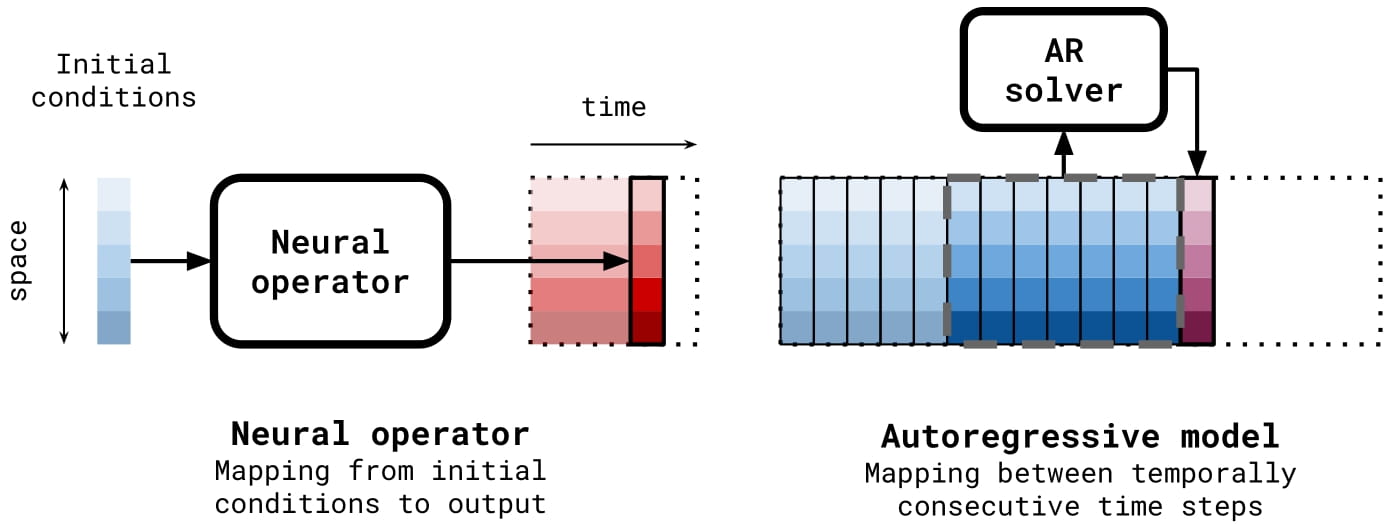 Initial
conditions
space
Neural
operator
time
Neural operator
Mapping from initial
conditions to output
AR
solver
Autoregressive model
Mapping between temporally
consecutive time steps